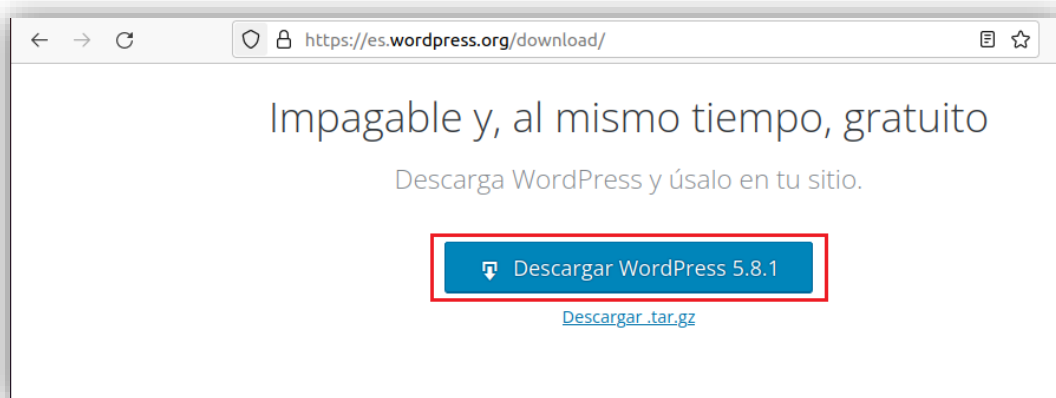 https://es.wordpress.org/download/
Impagable y, al mismo tiempo, gratuito
Descarga WordPress y úsalo en tu sitio.
Descargar WordPress 5.8.1
Descargar .tar.gz